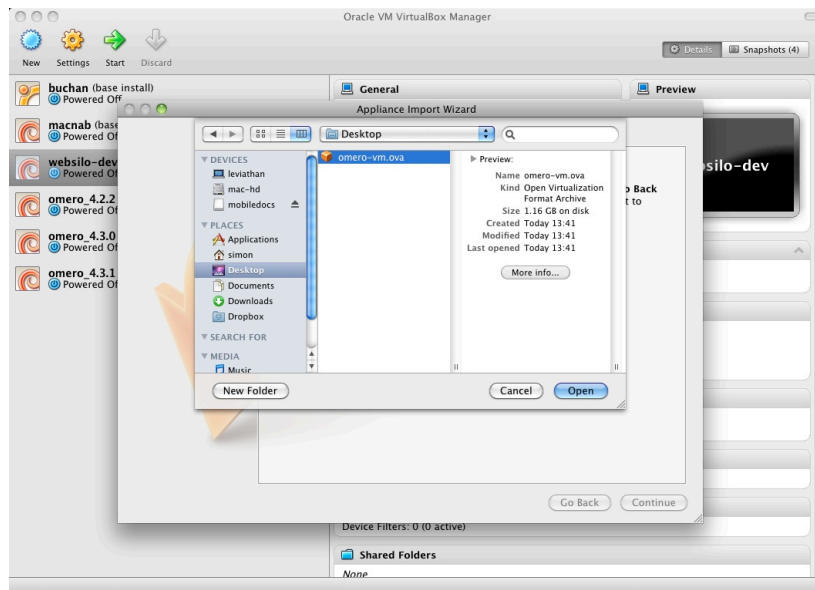 Oracle VM VirtualBox Manager
New
Settings
Start
Discard
Details
Snapshots (4)
buchan (base install)
Powered Off
macnab (base
Powered Of
websilo-dev
Powered Of
omero_4.2.2
Powered Of
omero_4.3.0
Powered Of
omero_4.3.1
Powered Of
General
Preview
silo-dev
Appliance Import Wizard
Desktop
DEVICES
leviathan
mac-hd
mobiledocs
PLACES
Applications
simon
Desktop
Documents
Downloads
Dropbox
SEARCH FOR
MEDIA
Music
omero-vm.ova
Preview:
Name omero-vm.ova
Kind Open Virtualization
Format Archive
Size 1.16 GB on disk
Created Today 13:41
Modified Today 13:41
Last opened Today 13:41
More info...
New Folder
Cancel
Open
o Back
t to
Go Back
Continue
Device Filters: 0 (0 active)
Shared Folders
None